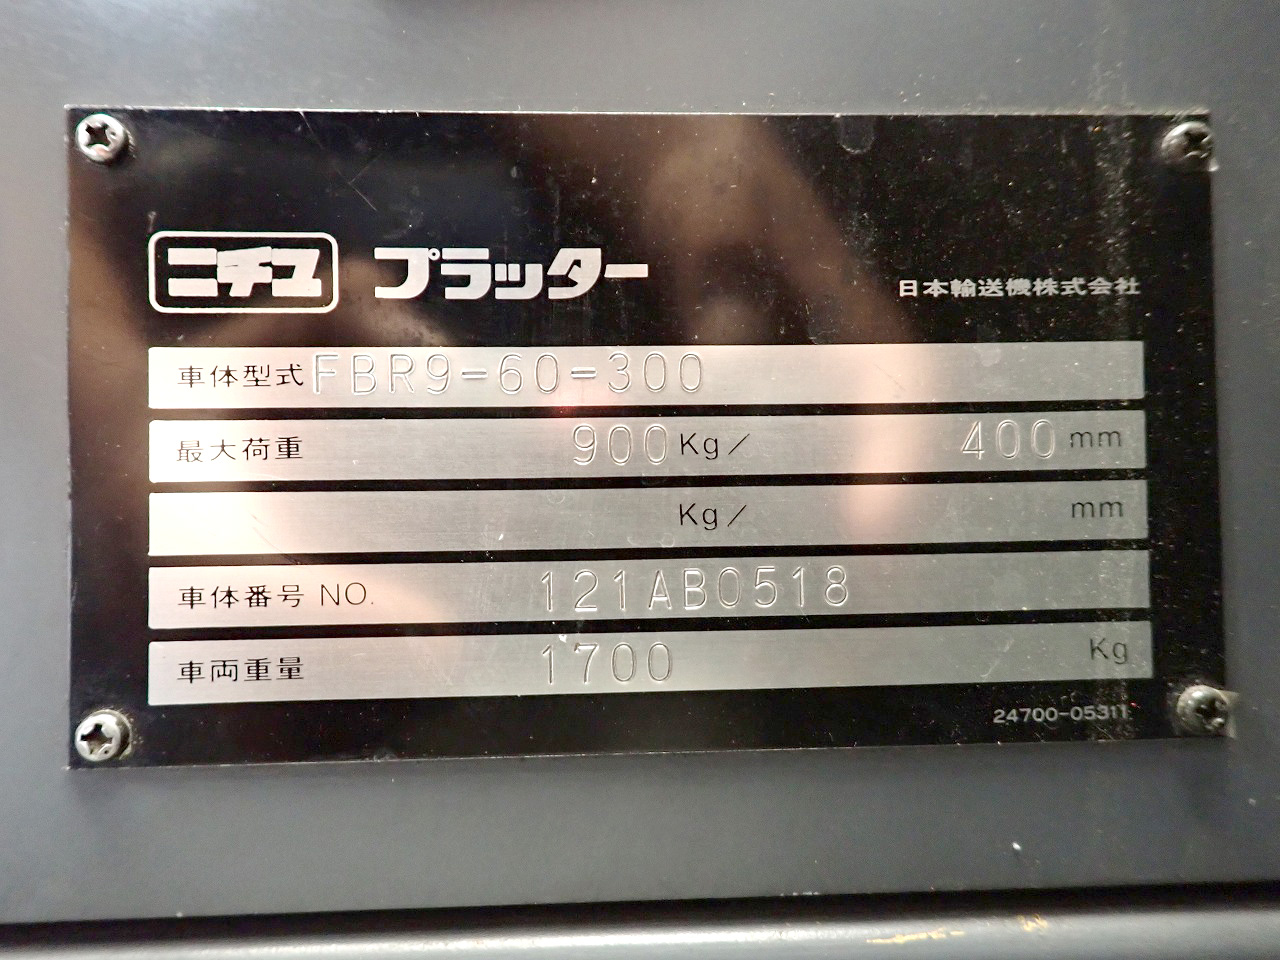 ニチユ プラッター 日本輸送機株式会社
車体型式 FBR9-60-300
最大荷重 900 Kg/ 400 mm
Kg/ mm
車体番号 NO. 121AB0518
車両重量 1700 Kg
24700-05311